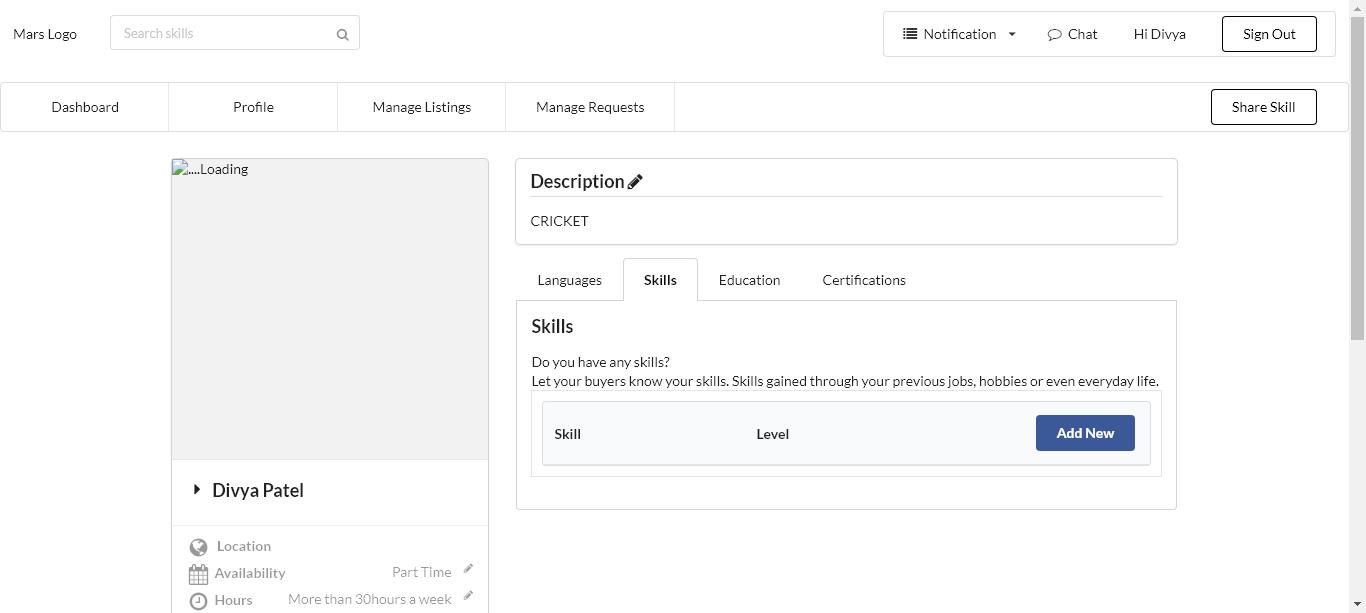 Mars Logo
Search skills
Notification
Chat
Hi Divya
Sign Out
Dashboard
Profile
Manage Listings
Manage Requests
Share Skill
....Loading
Description
CRICKET
Languages
Skills
Education
Certifications
Skills
Do you have any skills?
Let your buyers know your skills. Skills gained through your previous jobs, hobbies or even everyday life.
Skill
Level
Add New
Divya Patel
Location
Availability
Part Time
Hours
More than 30hours a week